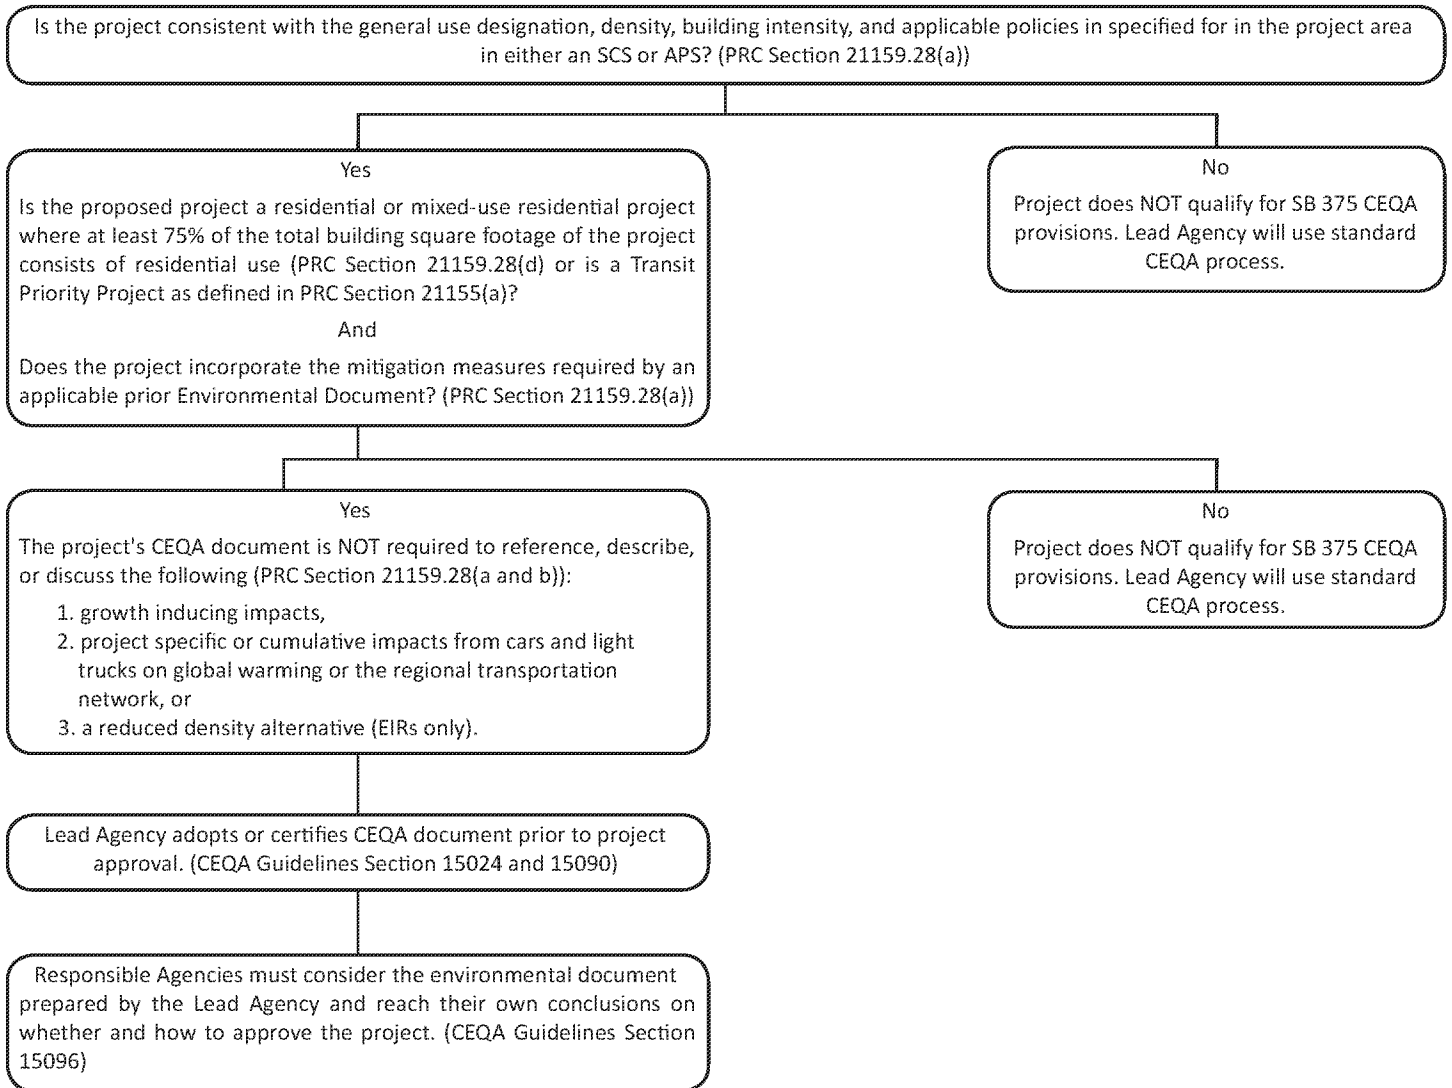 Is the project consistent with the general use designation, density, building intensity, and applicable policies in specified for in the project area
in either an SCS or APS? (PRC Section 21159.28(a))
Yes
Is the proposed project a residential or mixed-use residential project
where at least 75% of the total building square footage of the project
consists of residential use (PRC Section 21159.28(d) or is a Transit
Priority Project as defined in PRC Section 21155(a)?
And
Does the project incorporate the mitigation measures required by an
applicable prior Environmental Document? (PRC Section 21159.28(a))
No
Project does NOT qualify for SB 375 CEQA
provisions. Lead Agency will use standard
CEQA process.
Yes
The project's CEQA document is NOT required to reference, describe,
or discuss the following (PRC Section 21159.28(a and b)):
1. growth inducing impacts,
2. project specific or cumulative impacts from cars and light
trucks on global warming or the regional transportation
network, or
3. a reduced density alternative (EIRs only).
No
Project does NOT qualify for SB 375 CEQA
provisions. Lead Agency will use standard
CEQA process.
Lead Agency adopts or certifies CEQA document prior to project
approval. (CEQA Guidelines Section 15024 and 15090)
Responsible Agencies must consider the environmental document
prepared by the Lead Agency and reach their own conclusions on
whether and how to approve the project. (CEQA Guidelines Section
15096)